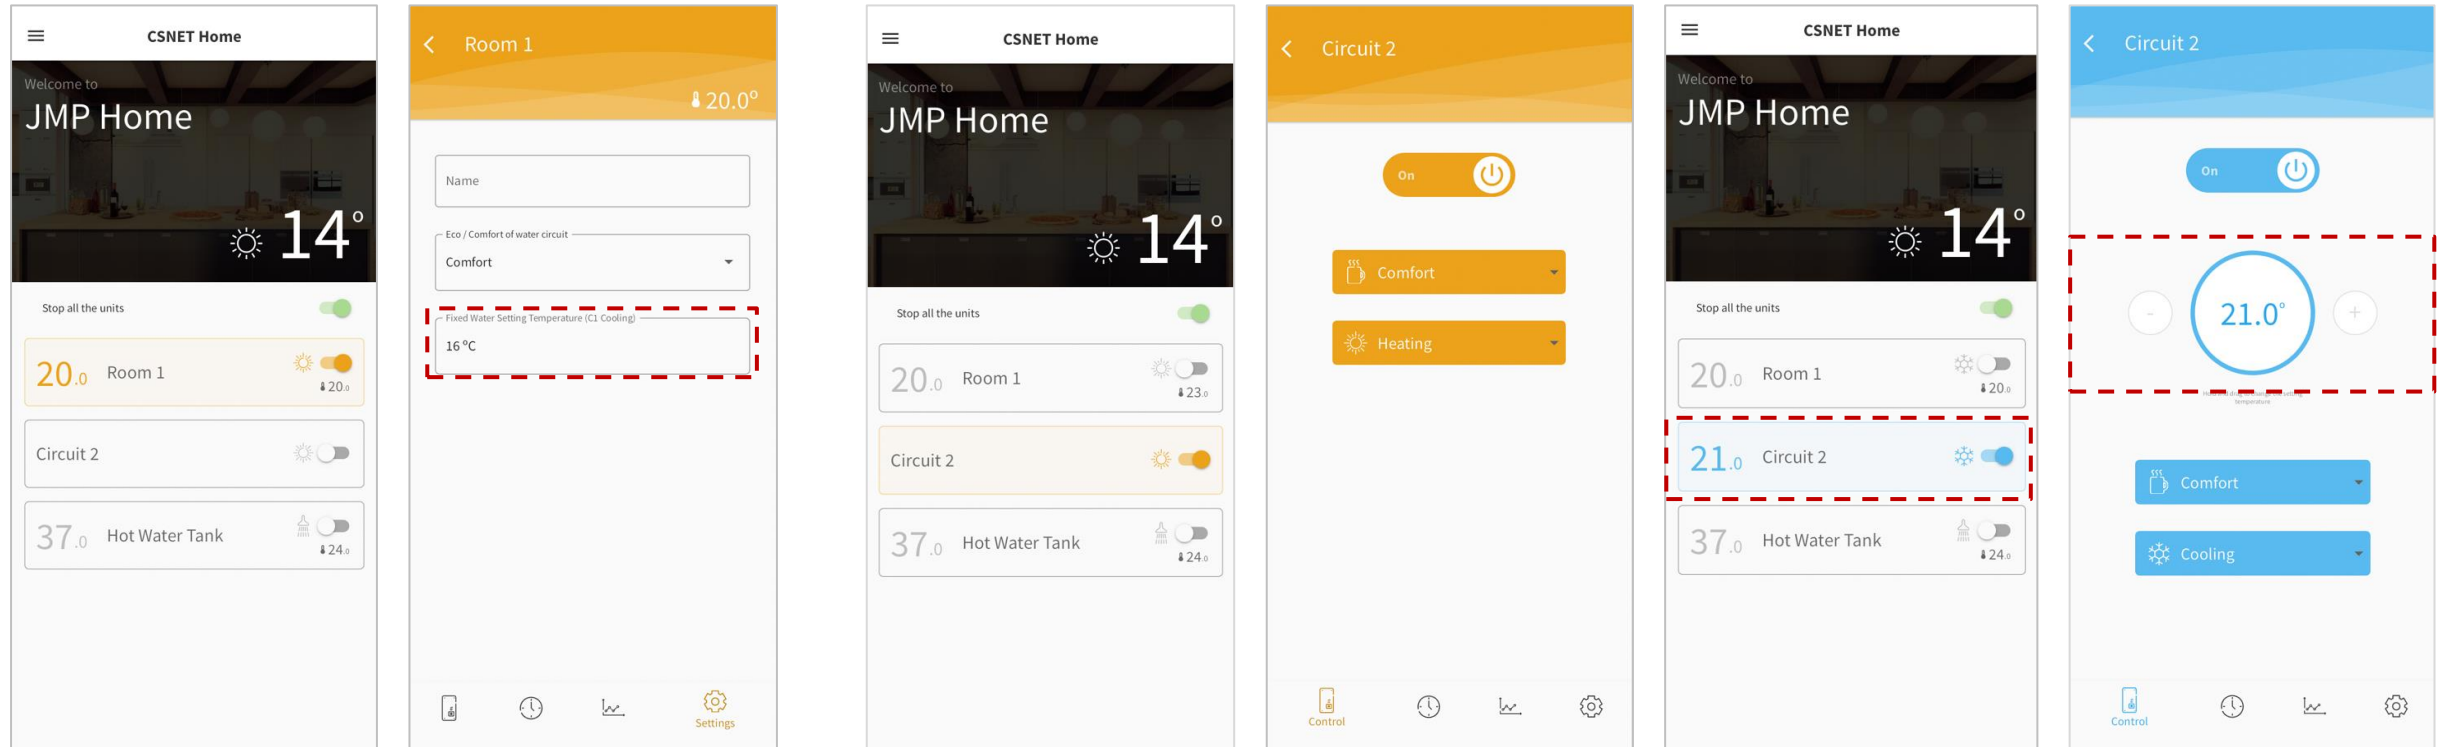 CSNET Home
Welcome to
JMP Home
14°
Stop all the units
20.0 Room 1
20.0
Circuit 2
37.0 Hot Water Tank
24.0
Room 1
20.0°
Name
Eco / Comfort of water circuit
Comfort
Fixed Water Setting Temperature (C1 Cooling)
16 ºC
Settings
CSNET Home
Welcome to
JMP Home
14°
Stop all the units
20.0 Room 1
23.0
Circuit 2
37.0 Hot Water Tank
24.0
Circuit 2
On
Comfort
Heating
Control
CSNET Home
Welcome to
JMP Home
14°
Stop all the units
20.0 Room 1
20.0
21.0 Circuit 2
37.0 Hot Water Tank
24.0
Circuit 2
On
-
21.0°
+
temperature
Comfort
Cooling
Control